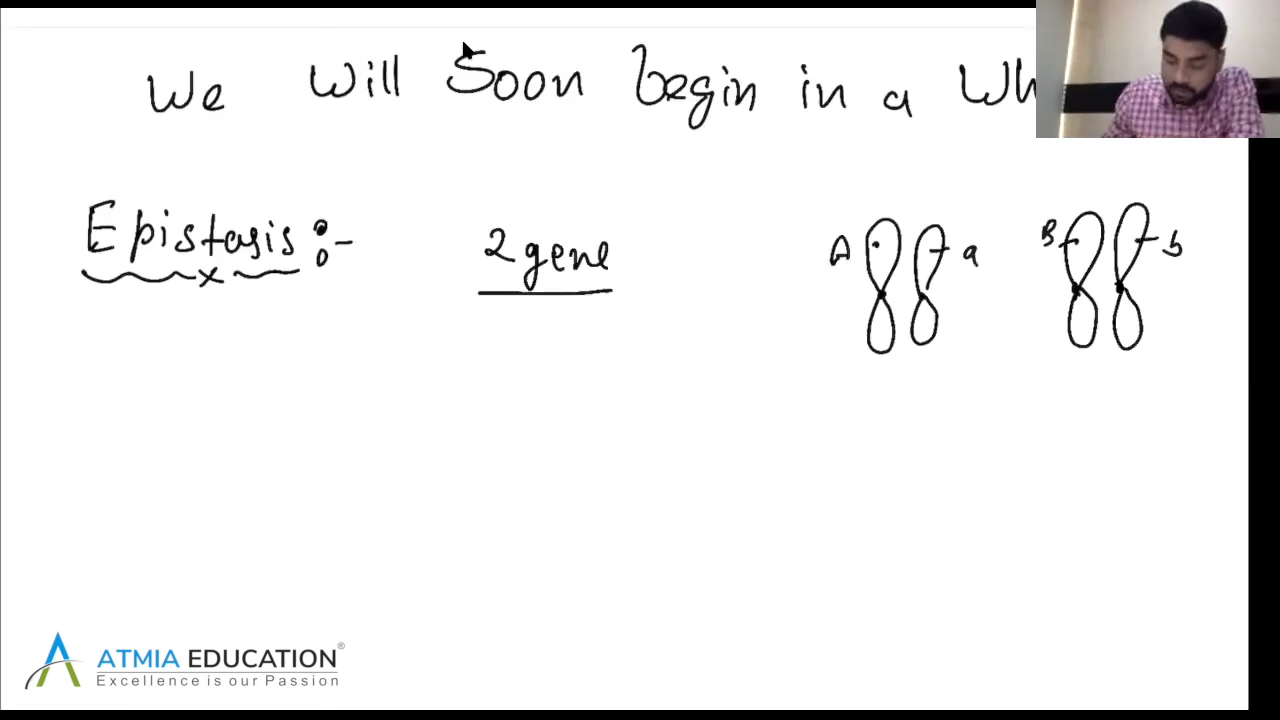 We Will Soon begin in a Wh
Epistasis :- 2 gene A a B b
ATMIA EDUCATION®
Excellence is our Passion